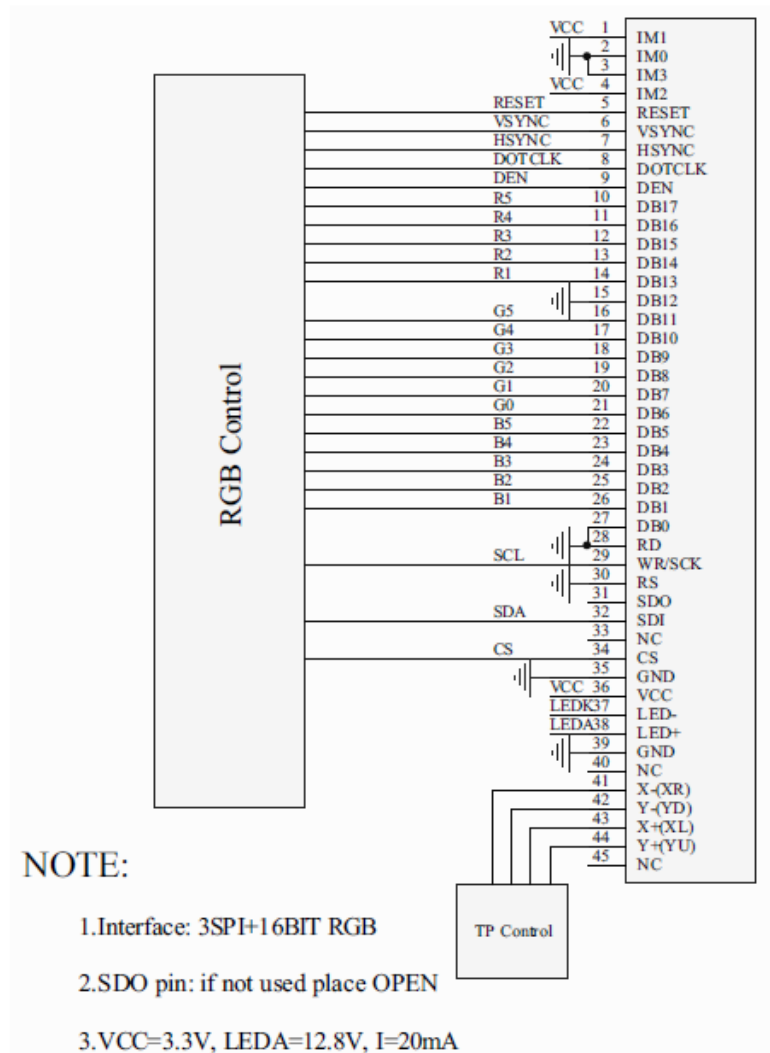 VCC 1 IM1
2 IM0
3 IM3
VCC 4 IM2
RESET 5 RESET
VSYNC 6 VSYNC
HSYNC 7 HSYNC
DOTCLK 8 DOTCLK
DEN 9 DEN
R5 10 DB17
R4 11 DB16
R3 12 DB15
R2 13 DB14
R1 14 DB13
15 DB12
G5 16 DB11
G4 17 DB10
G3 18 DB9
G2 19 DB8
G1 20 DB7
G0 21 DB6
B5 22 DB5
B4 23 DB4
B3 24 DB3
B2 25 DB2
B1 26 DB1
27 DB0
28 RD
SCL 29 WR/SCK
30 RS
31 SDO
SDA 32 SDI
33 NC
CS 34 CS
35 GND
VCC 36 VCC
LEDK 37 LED-
LEDA 38 LED+
39 GND
40 NC
41 X-(XR)
42 Y-(YD)
43 X+(XL)
44 Y+(YU)
45 NC
RGB Control
TP Control
NOTE:
1.Interface: 3SPI+16BIT RGB
2.SDO pin: if not used place OPEN
3.VCC=3.3V, LEDA=12.8V, I=20mA